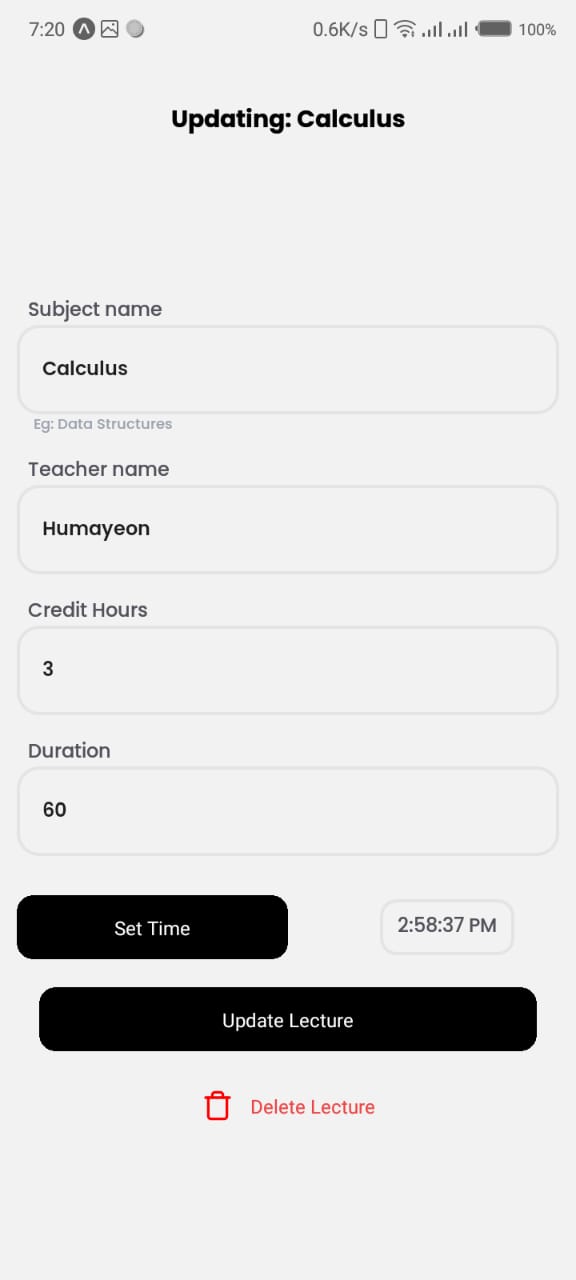 7:20 0.6K/s 100%
Updating: Calculus
Subject name
Calculus
Eg: Data Structures
Teacher name
Humayeon
Credit Hours
3
Duration
60
Set Time 2:58:37 PM
Update Lecture
Delete Lecture